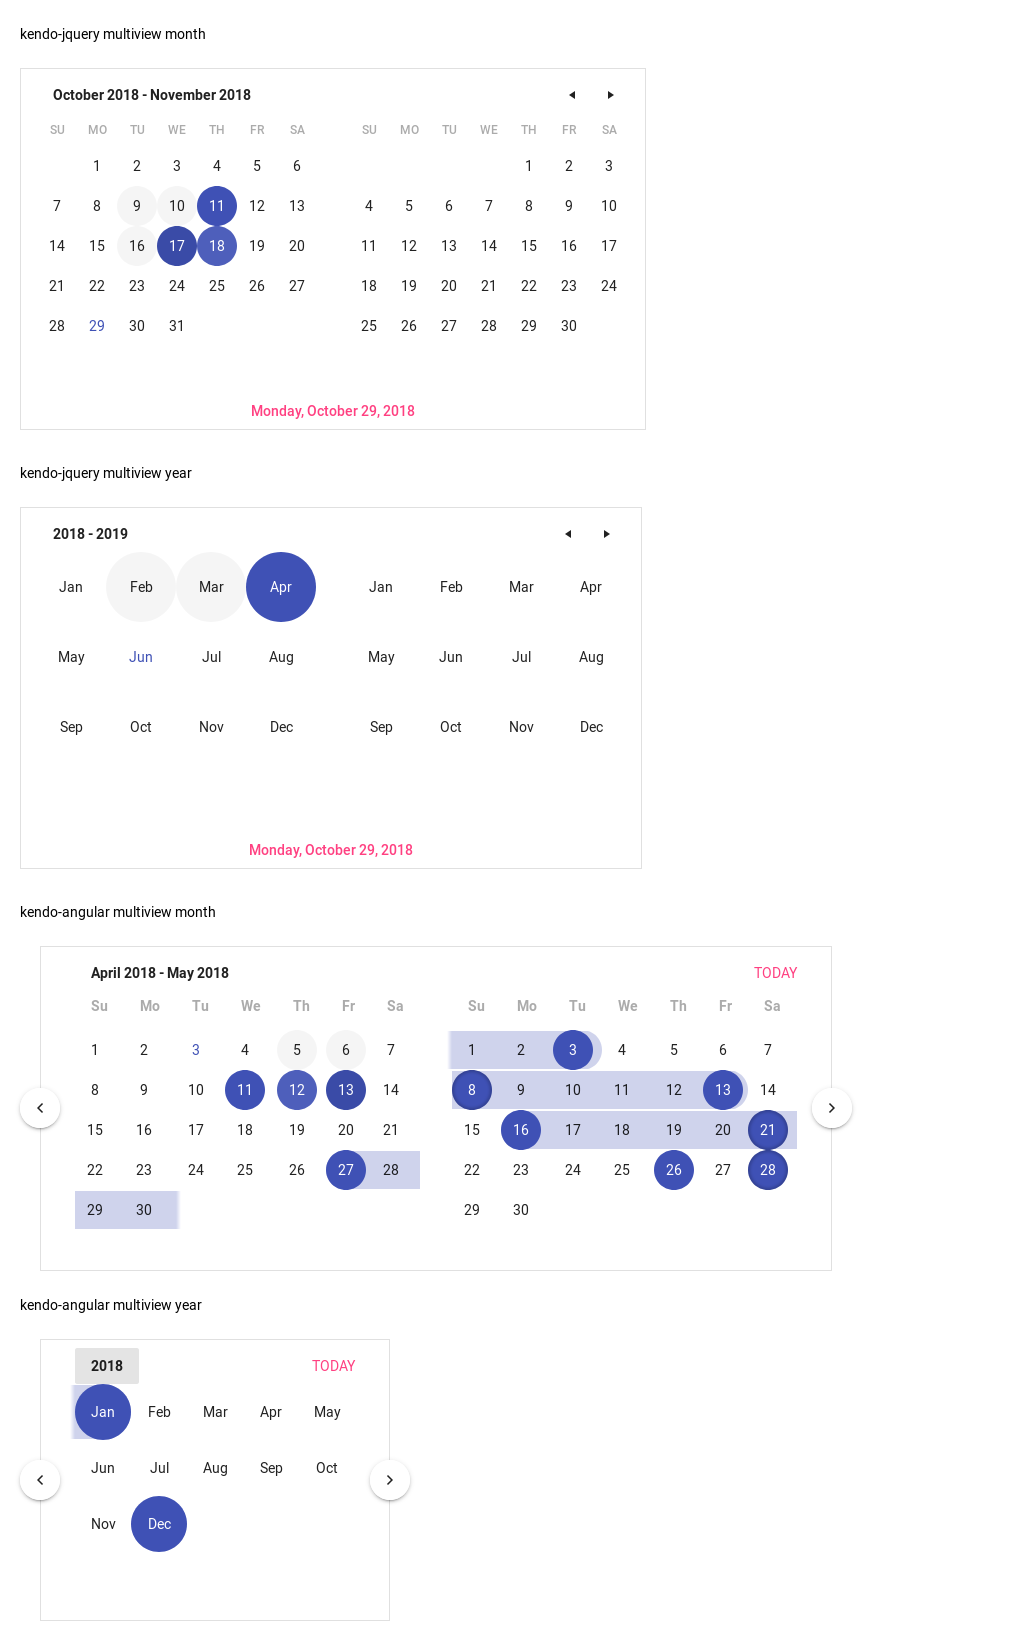 kendo-jquery multiview month
October 2018 - November 2018
SU MO TU WE TH FR SA SU MO TU WE TH FR SA
1 2 3 4 5 6 1 2 3
7 8 9 10 11 12 13 4 5 6 7 8 9 10
14 15 16 17 18 19 20 11 12 13 14 15 16 17
21 22 23 24 25 26 27 18 19 20 21 22 23 24
28 29 30 31 25 26 27 28 29 30
Monday, October 29, 2018
kendo-jquery multiview year
2018 - 2019
Jan Feb Mar Apr Jan Feb Mar Apr
May Jun Jul Aug May Jun Jul Aug
Sep Oct Nov Dec Sep Oct Nov Dec
Monday, October 29, 2018
kendo-angular multiview month
April 2018 - May 2018 TODAY
Su Mo Tu We Th Fr Sa Su Mo Tu We Th Fr Sa
1 2 3 4 5 6 7 1 2 3 4 5 6 7
8 9 10 11 12 13 14 8 9 10 11 12 13 14
15 16 17 18 19 20 21 15 16 17 18 19 20 21
22 23 24 25 26 27 28 22 23 24 25 26 27 28
29 30 29 30
kendo-angular multiview year
2018 TODAY
Jan Feb Mar Apr May
Jun Jul Aug Sep Oct
Nov Dec